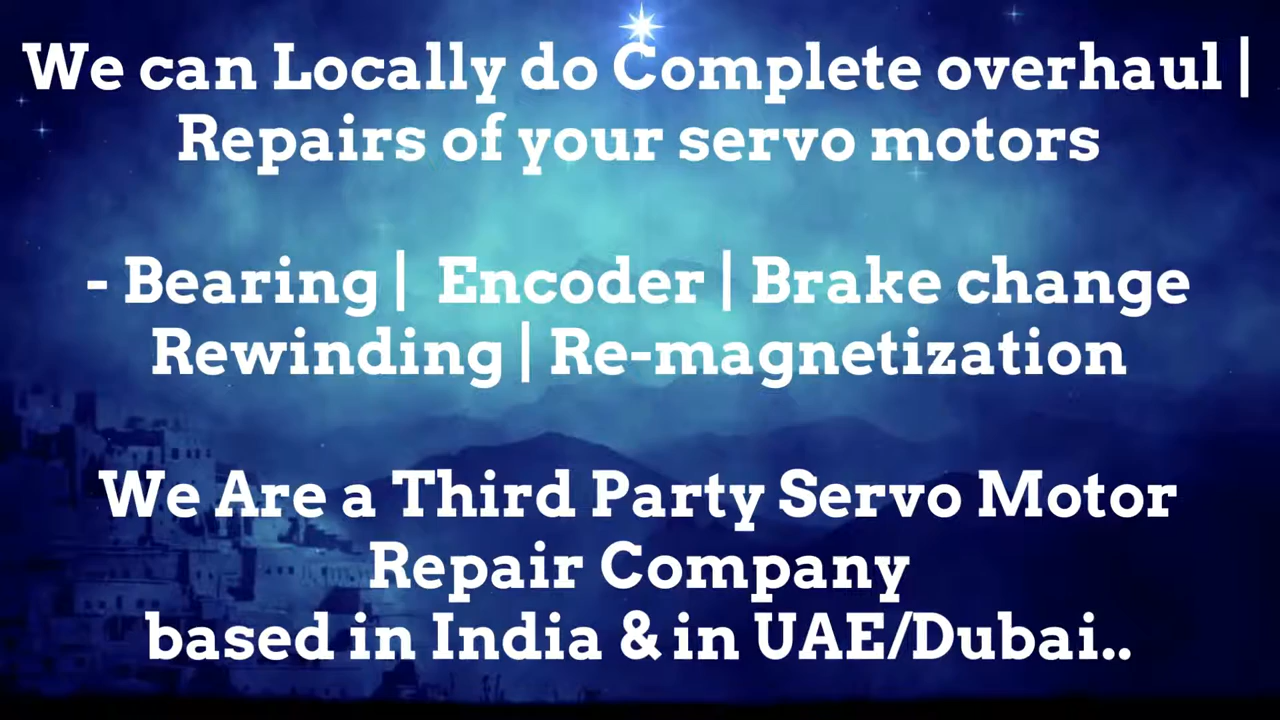 We can Locally do Complete overhaul |
Repairs of your servo motors
- Bearing | Encoder | Brake change
Rewinding | Re-magnetization
We Are a Third Party Servo Motor
Repair Company
based in India & in UAE/Dubai..